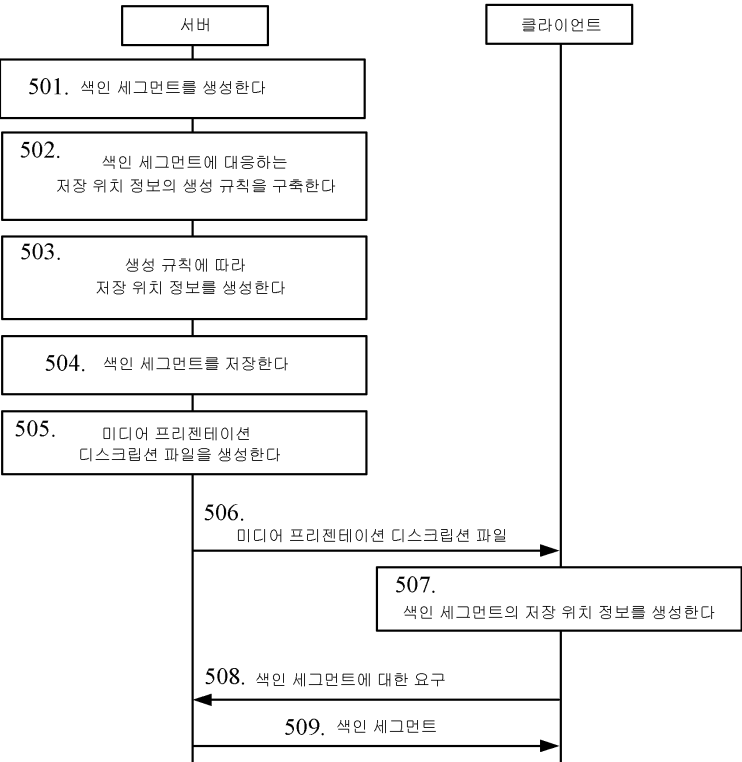 서버
클라이언트
501. 색인 세그먼트를 생성한다
502. 색인 세그먼트에 대응하는
저장 위치 정보의 생성 규칙을 구축한다
503. 생성 규칙에 따라
저장 위치 정보를 생성한다
504. 색인 세그먼트를 저장한다
505. 미디어 프리젠테이션
디스크립션 파일을 생성한다
506.
미디어 프리젠테이션 디스크립션 파일
507.
색인 세그먼트의 저장 위치 정보를 생성한다
508. 색인 세그먼트에 대한 요구
509. 색인 세그먼트